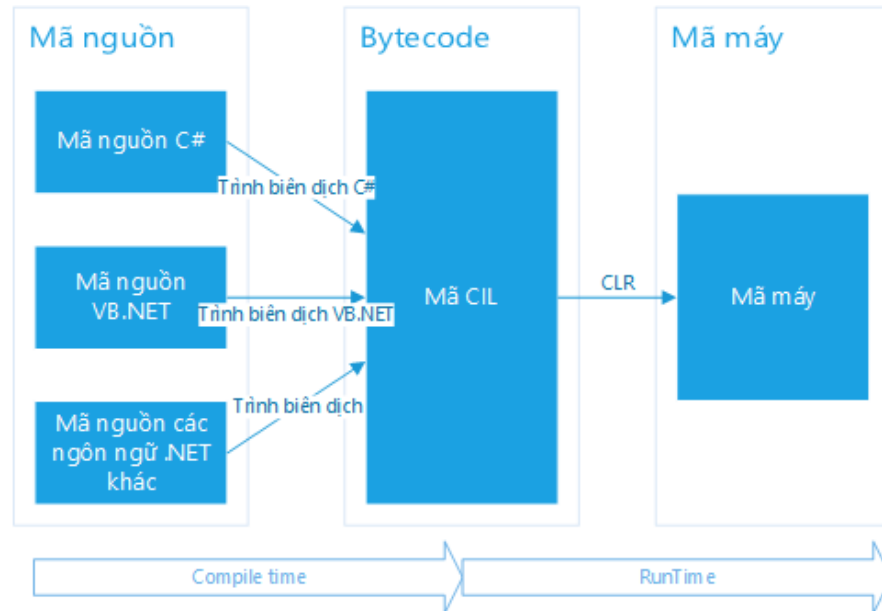 Mã nguồn
Bytecode
Mã máy
Mã nguồn C#
Trình biên dịch C#
Mã nguồn
VB.NET
Trình biên dịch VB.NET
Mã CIL
CLR
Mã máy
Trình biên dịch
Mã nguồn các
ngôn ngữ .NET
khác
Compile time
RunTime